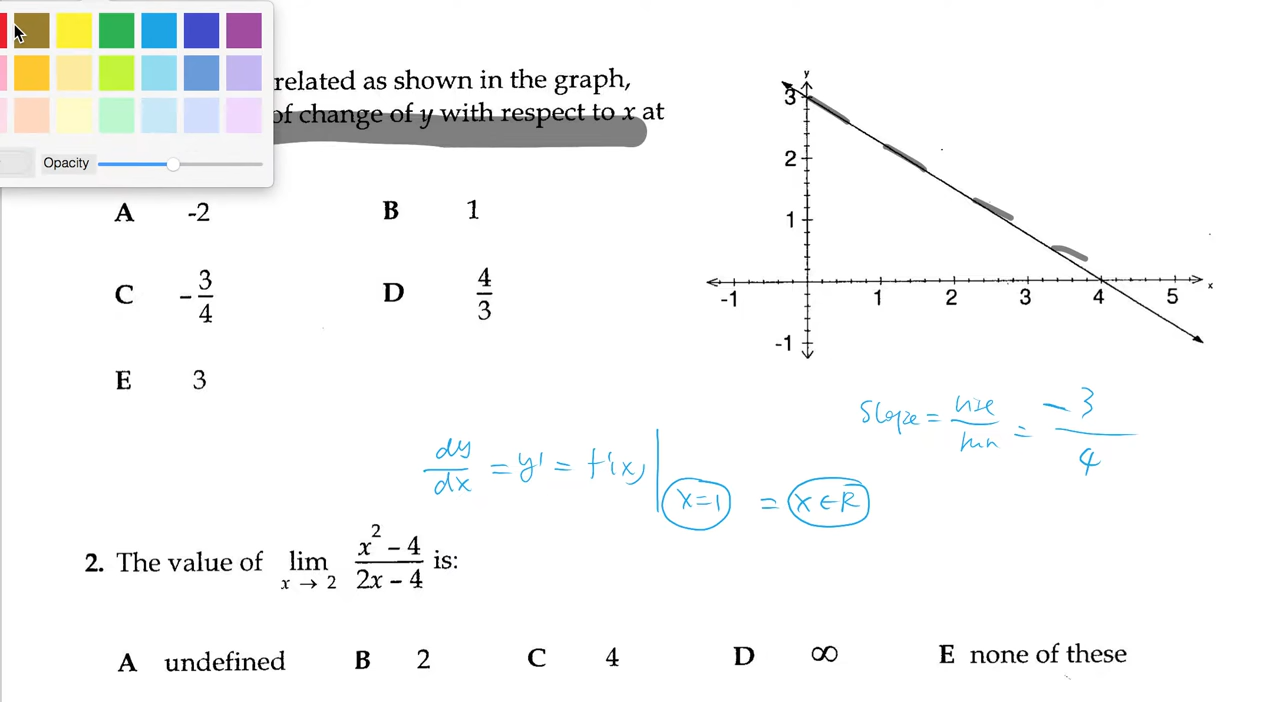 related as shown in the graph,
of change of y with respect to x at
A -2 B 1
C -3/4 D 4/3
E 3
y
3
2
1
-1 1 2 3 4 5 x
-1
Opacity
Slope = rise/run = -3/4
dy/dx = y' = f'(x) | x=1 = x∈R
2. The value of lim x → 2 x² - 4 / 2x - 4 is:
A undefined B 2 C 4 D ∞ E none of these